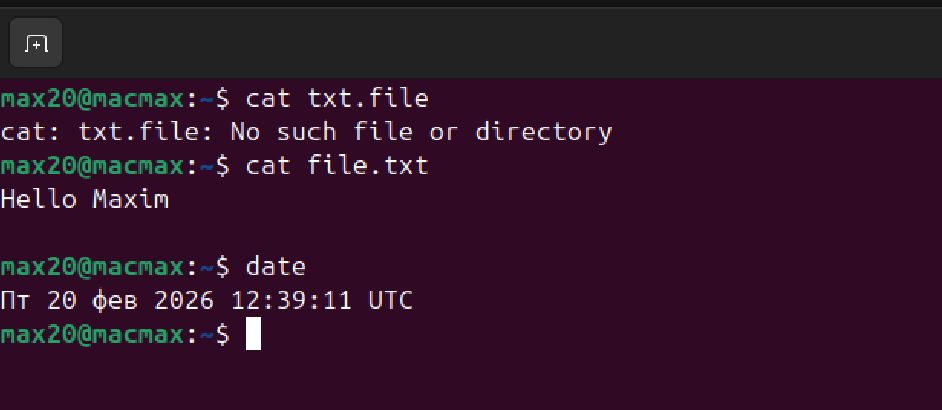 max20@macmax:~$ cat txt.file
cat: txt.file: No such file or directory
max20@macmax:~$ cat file.txt
Hello Maxim
max20@macmax:~$ date
Пт 20 фев 2026 12:39:11 UTC
max20@macmax:~$